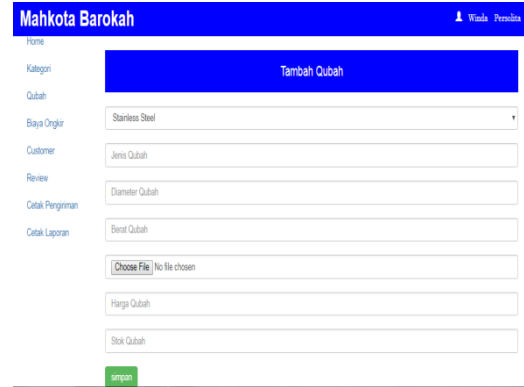 Mahkota Barokah
Winda Persolita
Home
Kategori
Qubah
Biaya Ongkir
Customer
Review
Cetak Pengiriman
Cetak Laporan
Tambah Qubah
Stainless Steel
Jenis Qubah
Diameter Qubah
Berat Qubah
Choose File No file chosen
Harga Qubah
Stok Qubah
simpan